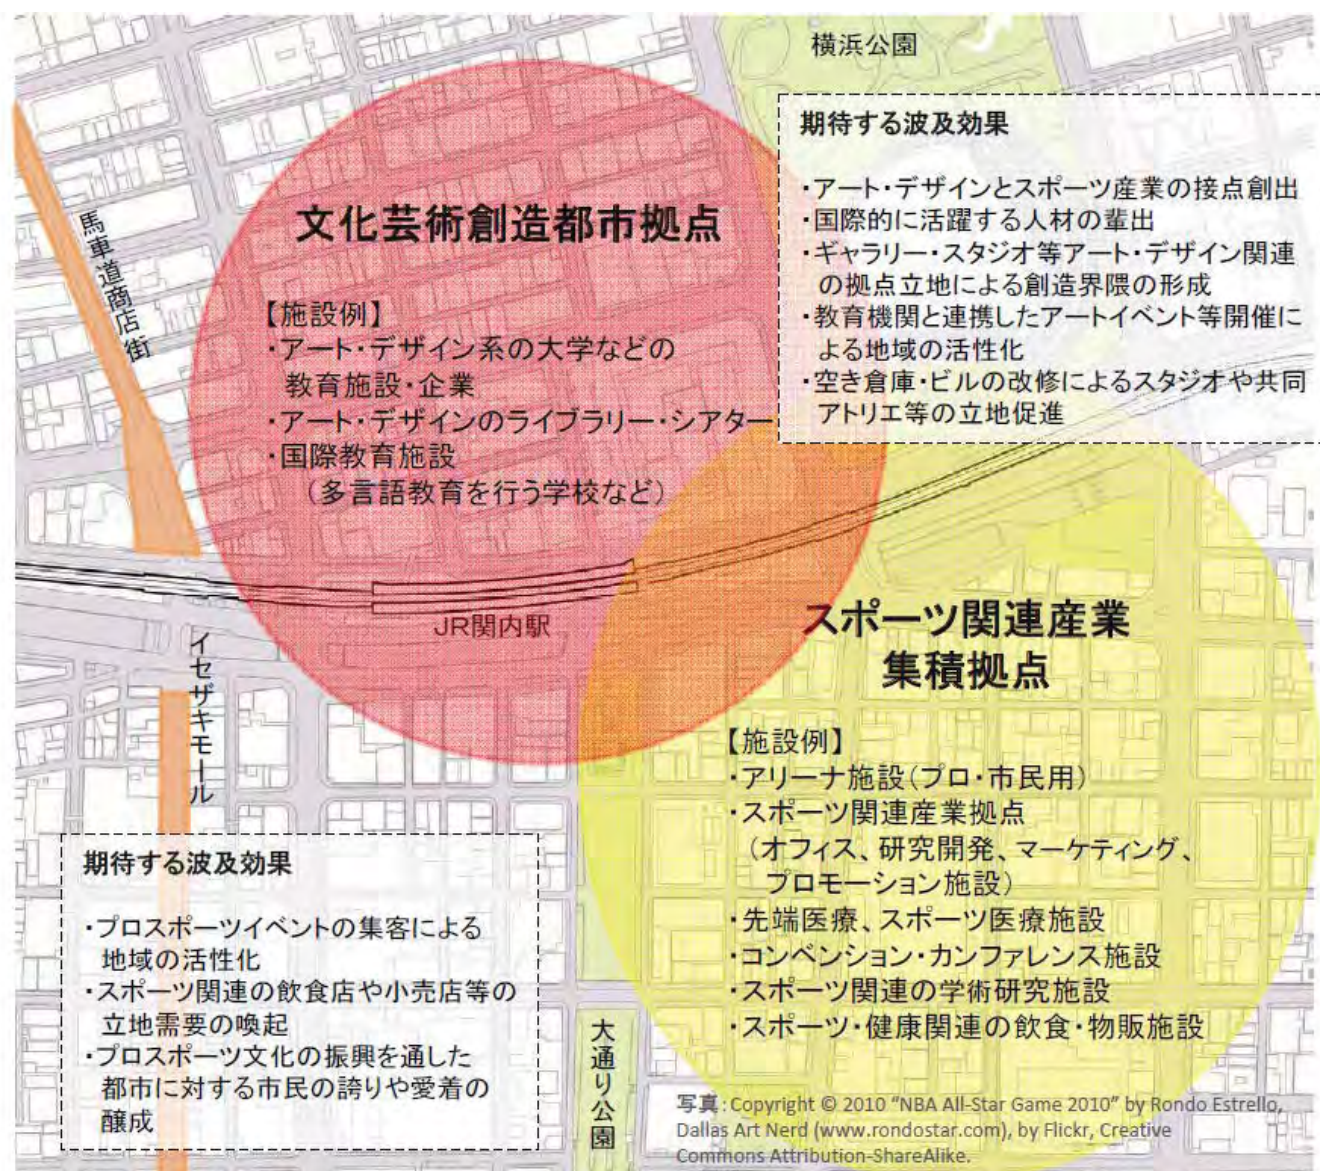 横浜公園
期待する波及効果
・アート・デザインとスポーツ産業の接点創出
・国際的に活躍する人材の輩出
・ギャラリー・スタジオ等アート・デザイン関連
の拠点立地による創造界隈の形成
・教育機関と連携したアートイベント等開催に
よる地域の活性化
・空き倉庫・ビルの改修によるスタジオや共同
アトリエ等の立地促進
馬車道商店街
文化芸術創造都市拠点
【施設例】
・アート・デザイン系の大学などの
教育施設・企業
・アート・デザインのライブラリー・シアター
・国際教育施設
（多言語教育を行う学校など）
JR関内駅
イセザキモール
スポーツ関連産業
集積拠点
【施設例】
・アリーナ施設（プロ・市民用）
・スポーツ関連産業拠点
（オフィス、研究開発、マーケティング、
プロモーション施設）
・先端医療、スポーツ医療施設
・コンベンション・カンファレンス施設
・スポーツ関連の学術研究施設
・スポーツ・健康関連の飲食・物販施設
期待する波及効果
・プロスポーツイベントの集客による
地域の活性化
・スポーツ関連の飲食店や小売店等の
立地需要の喚起
・プロスポーツ文化の振興を通した
都市に対する市民の誇りや愛着の
醸成
大通り公園
写真：Copyright © 2010 "NBA All-Star Game 2010" by Rondo Estrello,
Dallas Art Nerd (www.rondostar.com), by Flickr, Creative
Commons Attribution-ShareAlike.